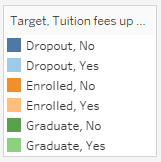 Target, Tuition fees up ...
Dropout, No
Dropout, Yes
Enrolled, No
Enrolled, Yes
Graduate, No
Graduate, Yes